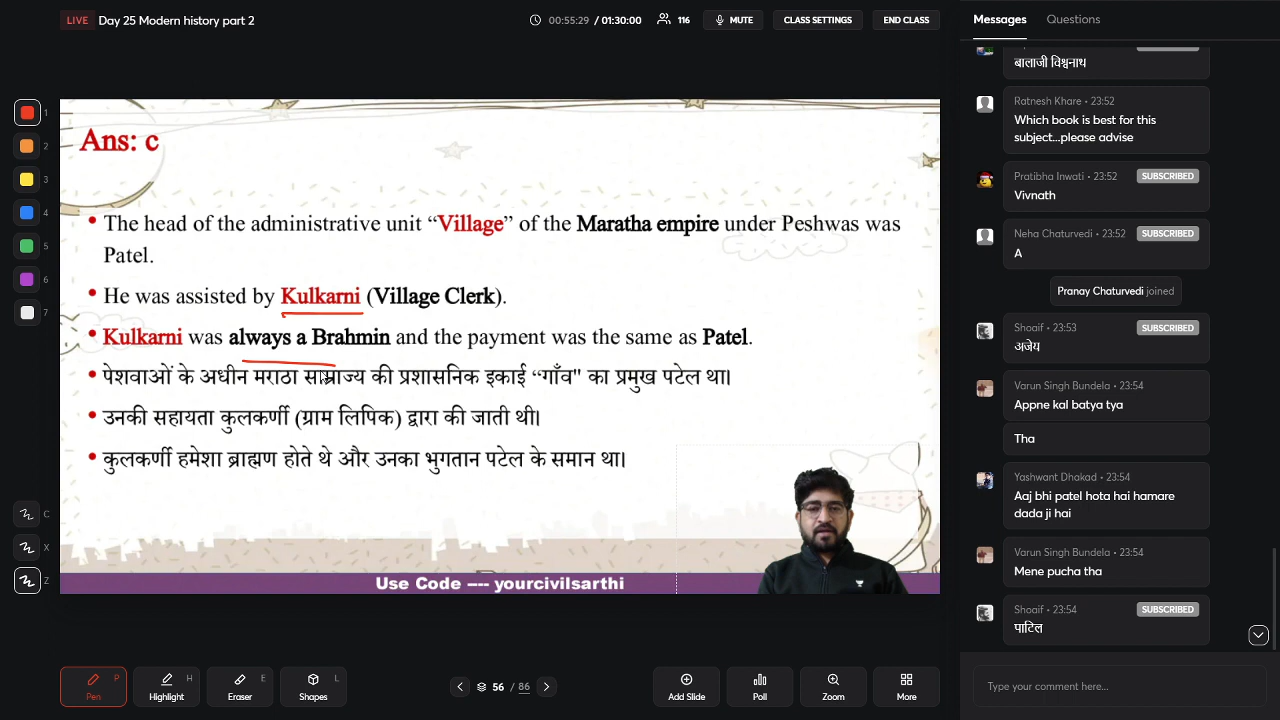 LIVE Day 25 Modern history part 2
00:55:29 / 01:30:00
116
MUTE
CLASS SETTINGS
END CLASS
1
2
3
4
5
6
7
C
X
Z
Ans: c
• The head of the administrative unit “Village” of the Maratha empire under Peshwas was
Patel.
• He was assisted by Kulkarni (Village Clerk).
• Kulkarni was always a Brahmin and the payment was the same as Patel.
• पेशवाओं के अधीन मराठा साम्राज्य की प्रशासनिक इकाई “गाँव" का प्रमुख पटेल था।
• उनकी सहायता कुलकर्णी (ग्राम लिपिक) द्वारा की जाती थी।
• कुलकर्णी हमेशा ब्राह्मण होते थे और उनका भुगतान पटेल के समान था।
Use Code ---- yourcivilsarthi
Pen P
Highlight H
Eraser E
Shapes L
56 / 86
Add Slide
Poll
Zoom
More
Messages Questions
बालाजी विश्वनाथ
Ratnesh Khare • 23:52
Which book is best for this
subject...please advise
Pratibha Inwati • 23:52 SUBSCRIBED
Vivnath
Neha Chaturvedi • 23:52 SUBSCRIBED
A
Pranay Chaturvedi joined
Shoaif • 23:53 SUBSCRIBED
अजेय
Varun Singh Bundela • 23:54
Appne kal batya tya
Tha
Yashwant Dhakad • 23:54
Aaj bhi patel hota hai hamare
dada ji hai
Varun Singh Bundela • 23:54
Mene pucha tha
Shoaif • 23:54 SUBSCRIBED
पाटिल
Type your comment here...